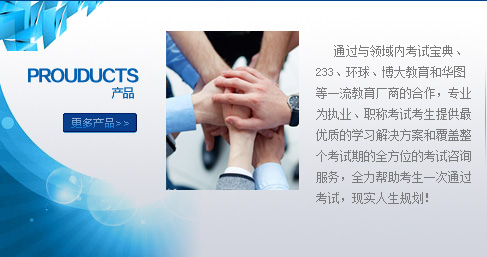 PROUDUCTS
产品
更多产品>>
通过与领域内考试宝典、
233、环球、博大教育和华图
等一流教育厂商的合作，专业
为执业、职称考试考生提供最
优质的学习解决方案和覆盖整
个考试期的全方位的考试咨询
服务，全力帮助考生一次通过
考试，现实人生规划！